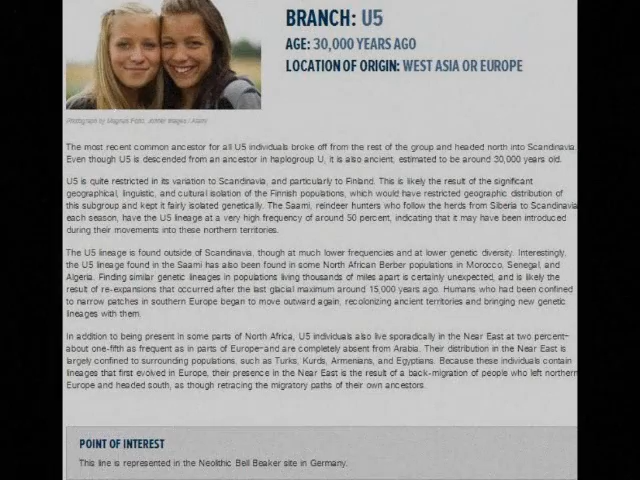 BRANCH: U5
AGE: 30,000 YEARS AGO
LOCATION OF ORIGIN: WEST ASIA OR EUROPE
Photograph by Magnus Fond, Johner Images / Alamy
The most recent common ancestor for all U5 individuals broke off from the rest of the group and headed north into Scandinavia.
Even though U5 is descended from an ancestor in haplogroup U, it is also ancient, estimated to be around 30,000 years old.
U5 is quite restricted in its variation to Scandinavia, and particularly to Finland. This is likely the result of the significant
geographical, linguistic, and cultural isolation of the Finnish populations, which would have restricted geographic distribution of
this subgroup and kept it fairly isolated genetically. The Saami, reindeer hunters who follow the herds from Siberia to Scandinavia
each season, have the U5 lineage at a very high frequency of around 50 percent, indicating that it may have been introduced
during their movements into these northern territories.
The U5 lineage is found outside of Scandinavia, though at much lower frequencies and at lower genetic diversity. Interestingly,
the U5 lineage found in the Saami has also been found in some North African Berber populations in Morocco, Senegal, and
Algeria. Finding similar genetic lineages in populations living thousands of miles apart is certainly unexpected, and is likely the
result of re-expansions that occurred after the last glacial maximum around 15,000 years ago. Humans who had been confined
to narrow patches in southern Europe began to move outward again, recolonizing ancient territories and bringing new genetic
lineages with them.
In addition to being present in some parts of North Africa, U5 individuals also live sporadically in the Near East at two percent—
about one-fifth as frequent as in parts of Europe—and are completely absent from Arabia. Their distribution in the Near East is
largely confined to surrounding populations, such as Turks, Kurds, Armenians, and Egyptians. Because these individuals contain
lineages that first evolved in Europe, their presence in the Near East is the result of a back-migration of people who left northern
Europe and headed south, as though retracing the migratory paths of their own ancestors.
POINT OF INTEREST
This line is represented in the Neolithic Bell Beaker site in Germany.